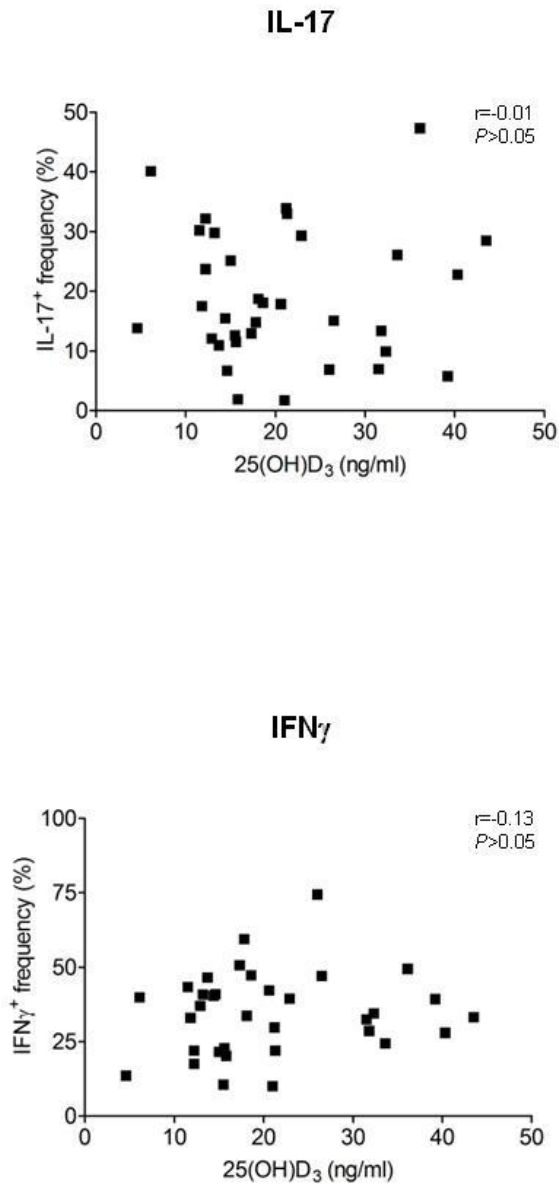 IL-17
r=-0.01
P>0.05
50
40
30
20
10
0
IL-17⁺ frequency (%)
0 10 20 30 40 50
25(OH)D₃ (ng/ml)
IFNγ
r=-0.13
P>0.05
100
75
50
25
0
IFNγ⁺ frequency (%)
0 10 20 30 40 50
25(OH)D₃ (ng/ml)